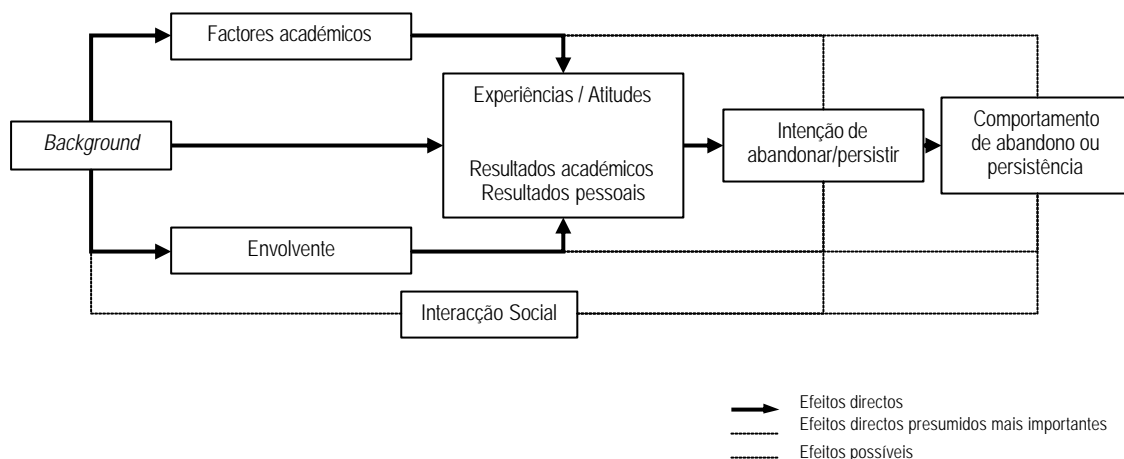 Factores académicos
Experiências / Atitudes
Background
Intenção de
abandonar/persistir
Comportamento
de abandono ou
persistência
Resultados académicos
Resultados pessoais
Envolvente
Interacção Social
Efeitos directos
Efeitos directos presumidos mais importantes
Efeitos possíveis